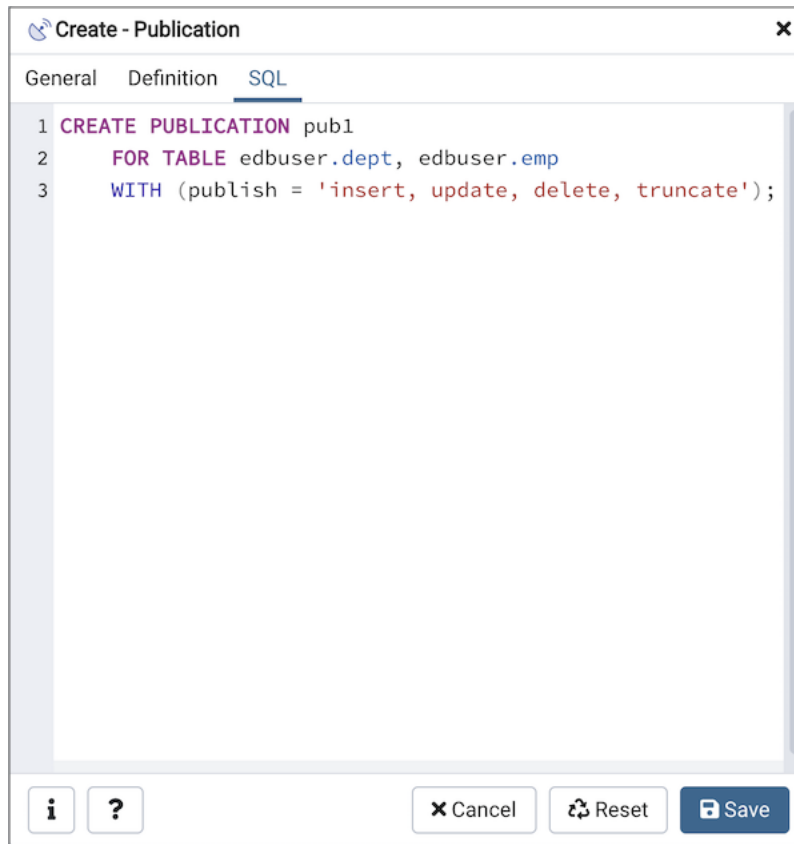 Create - Publication
General Definition SQL
1 CREATE PUBLICATION pub1
2 FOR TABLE edbuser.dept, edbuser.emp
3 WITH (publish = 'insert, update, delete, truncate');
i ? Cancel Reset Save